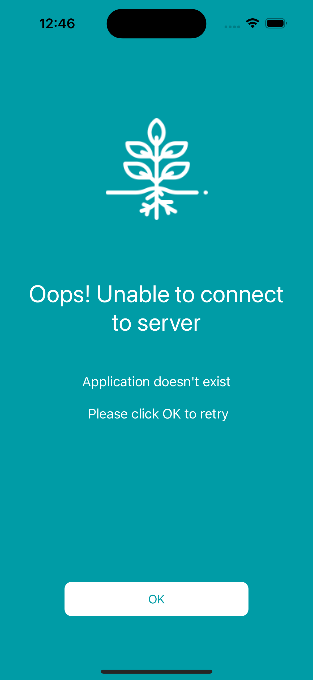 12:46
Oops! Unable to connect
to server
Application doesn't exist
Please click OK to retry
OK